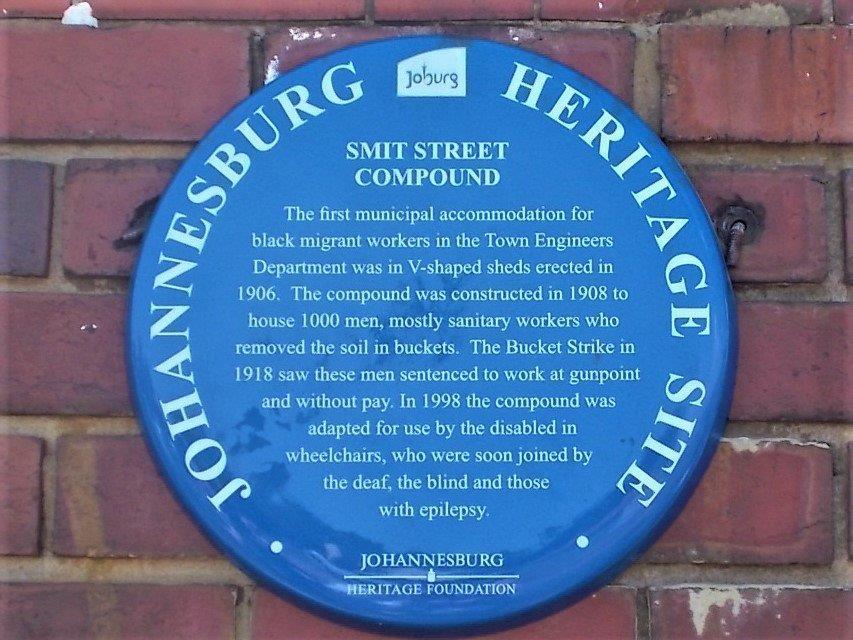 Joburg
JOHANNESBURG HERITAGE SITE
SMIT STREET
COMPOUND
The first municipal accommodation for
black migrant workers in the Town Engineers
Department was in V-shaped sheds erected in
1906. The compound was constructed in 1908 to
house 1000 men, mostly sanitary workers who
removed the soil in buckets. The Bucket Strike in
1918 saw these men sentenced to work at gunpoint
and without pay. In 1998 the compound was
adapted for use by the disabled in
wheelchairs, who were soon joined by
the deaf, the blind and those
with epilepsy.
JOHANNESBURG
HERITAGE FOUNDATION